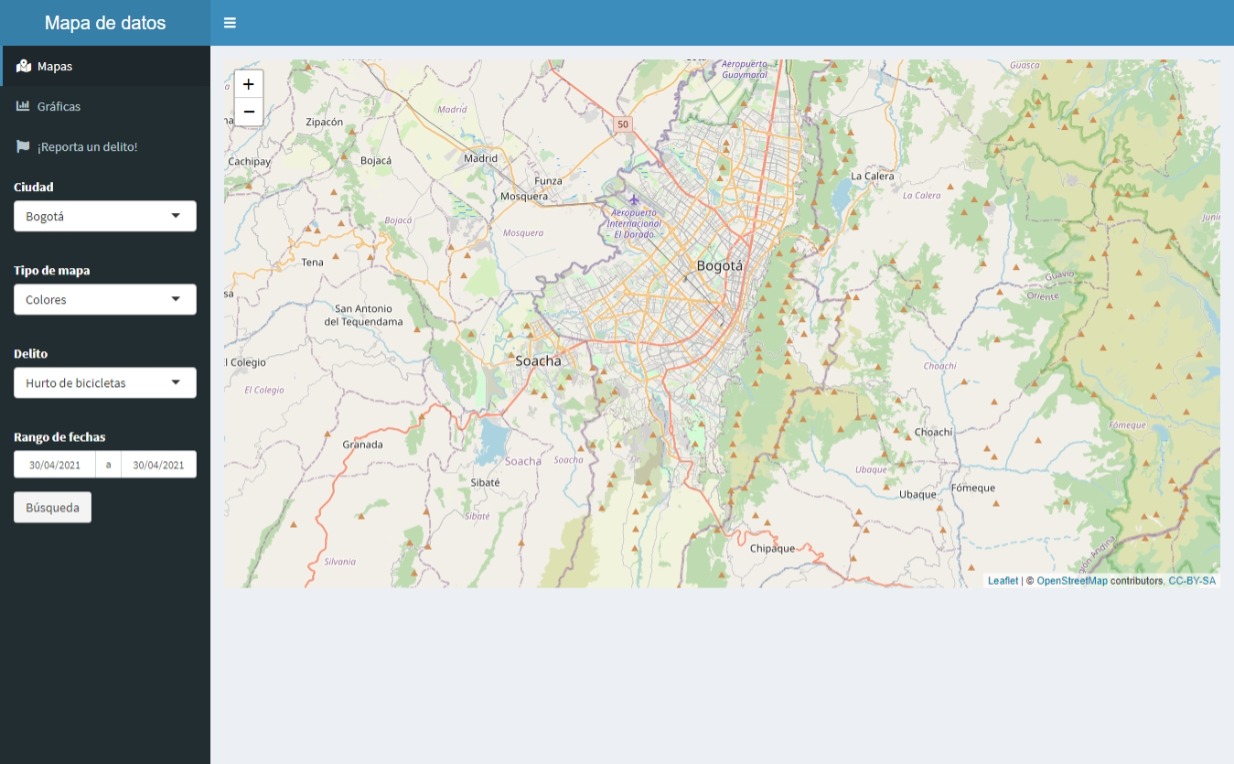 Mapa de datos
Mapas
Gráficas
¡Reporta un delito!
Ciudad
Bogotá
Tipo de mapa
Colores
Delito
Hurto de bicicletas
Rango de fechas
30/04/2021 a 30/04/2021
Búsqueda
+
−
Aeropuerto
Guaymaral
Guasca
Madrid
Zipacón
50
Cachipay
Bojacá
Madrid
Funza
Mosquera
La Calera
La Calera
Aeropuerto
Internacional
El Dorado
Bojacá
Mosquera
Tena
Bogotá
Guavio
Oriente
San Antonio
del Tequendama
Soacha
l Colegio
El Colegio
Choachí
Fómeque
Granada
Choachí
Soacha
Soacha
Ubaque
Sibaté
Ubaque
Fómeque
Sibaté
Chipaque
Silvania
Leaflet | © OpenStreetMap contributors, CC-BY-SA